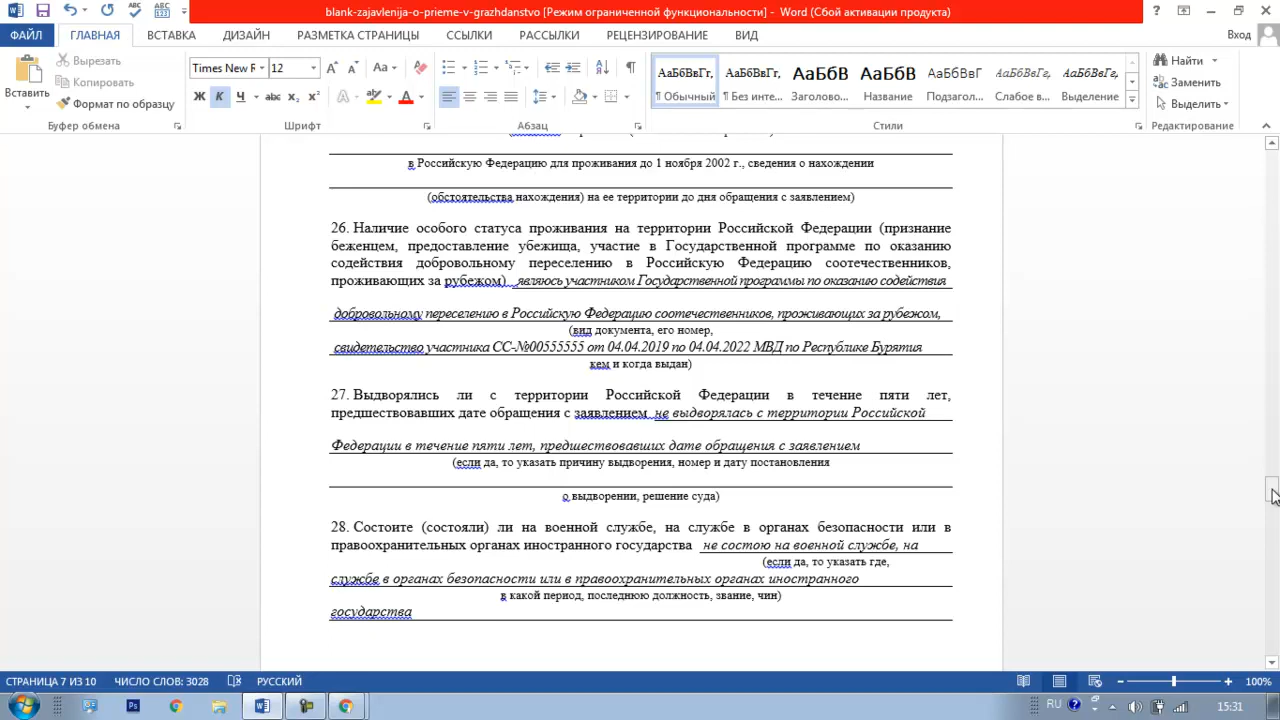 blank-zajavlenija-o-prieme-v-grazhdanstvo [Режим ограниченной функциональности] - Word (Сбой активации продукта)
ФАЙЛ ГЛАВНАЯ ВСТАВКА ДИЗАЙН РАЗМЕТКА СТРАНИЦЫ ССЫЛКИ РАССЫЛКИ РЕЦЕНЗИРОВАНИЕ ВИД Вход
Вставить
Вырезать
Копировать
Формат по образцу
Буфер обмена
Times New R 12
Шрифт
Абзац
АаБбВвГг, АаБбВвГг, АаБбВ АаБбВ АаБбВвГ АаБбВвГг, АаБбВвГг,
¶ Обычный ¶ Без инте... Заголово... Название Подзагол... Слабое в... Выделение
Стили
Найти
Заменить
Выделить
Редактирование
в Российскую Федерацию для проживания до 1 ноября 2002 г., сведения о нахождении
(обстоятельства нахождения) на ее территории до дня обращения с заявлением)
26. Наличие особого статуса проживания на территории Российской Федерации (признание
беженцем, предоставление убежища, участие в Государственной программе по оказанию
содействия добровольному переселению в Российскую Федерацию соотечественников,
проживающих за рубежом) являюсь участником Государственной программы по оказанию содействия
добровольному переселению в Российскую Федерацию соотечественников, проживающих за рубежом,
(вид документа, его номер,
свидетельство участника СС-№00555555 от 04.04.2019 по 04.04.2022 МВД по Республике Бурятия
кем и когда выдан)
27. Выдворялись ли с территории Российской Федерации в течение пяти лет,
предшествовавших дате обращения с заявлением не выдворялась с территории Российской
Федерации в течение пяти лет, предшествовавших дате обращения с заявлением
(если да, то указать причину выдворения, номер и дату постановления
о выдворении, решение суда)
28. Состоите (состояли) ли на военной службе, на службе в органах безопасности или в
правоохранительных органах иностранного государства не состою на военной службе, на
(если да, то указать где,
службе в органах безопасности или в правоохранительных органах иностранного
в какой период, последнюю должность, звание, чин)
государства
СТРАНИЦА 7 ИЗ 10 ЧИСЛО СЛОВ: 3028 РУССКИЙ 100%
RU 15:31